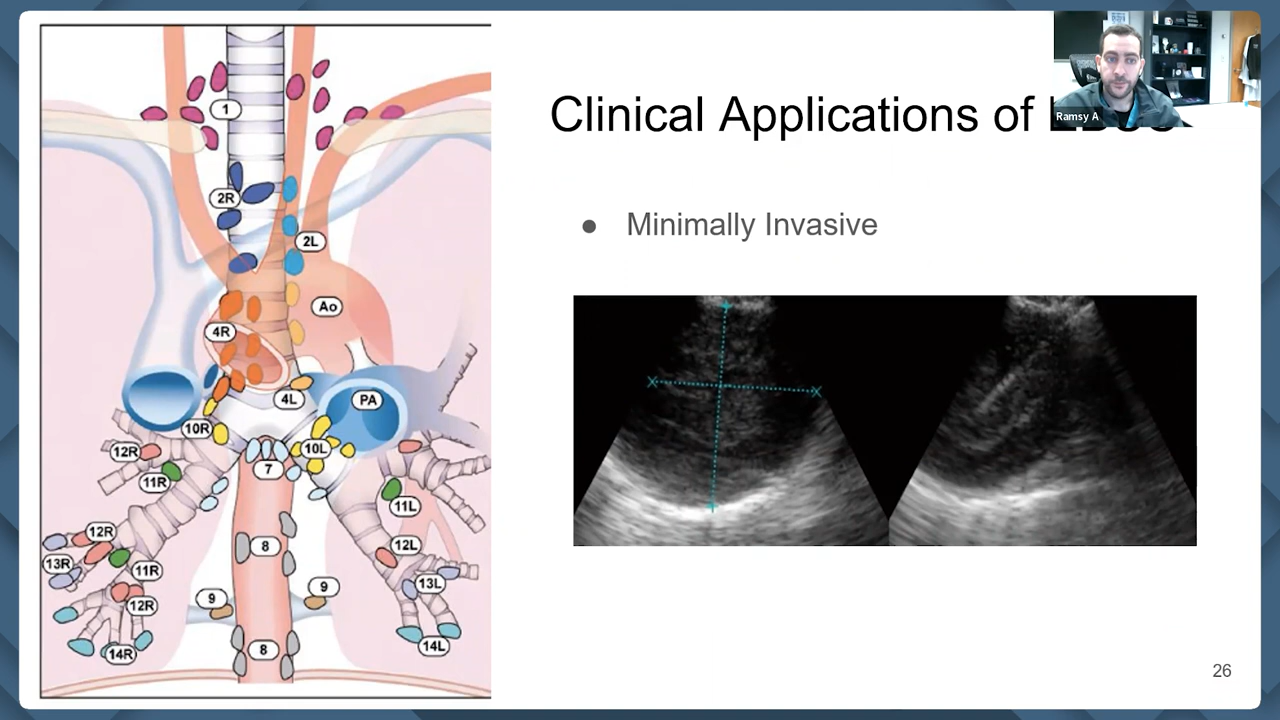 Clinical Applications of
Ramsy A
● Minimally Invasive
1
2R
2L
Ao
4R
4L
PA
10R
10L
12R
7
11R
11L
12R
8
12L
13R
11R
13L
9
9
12R
8
14R
14L
26